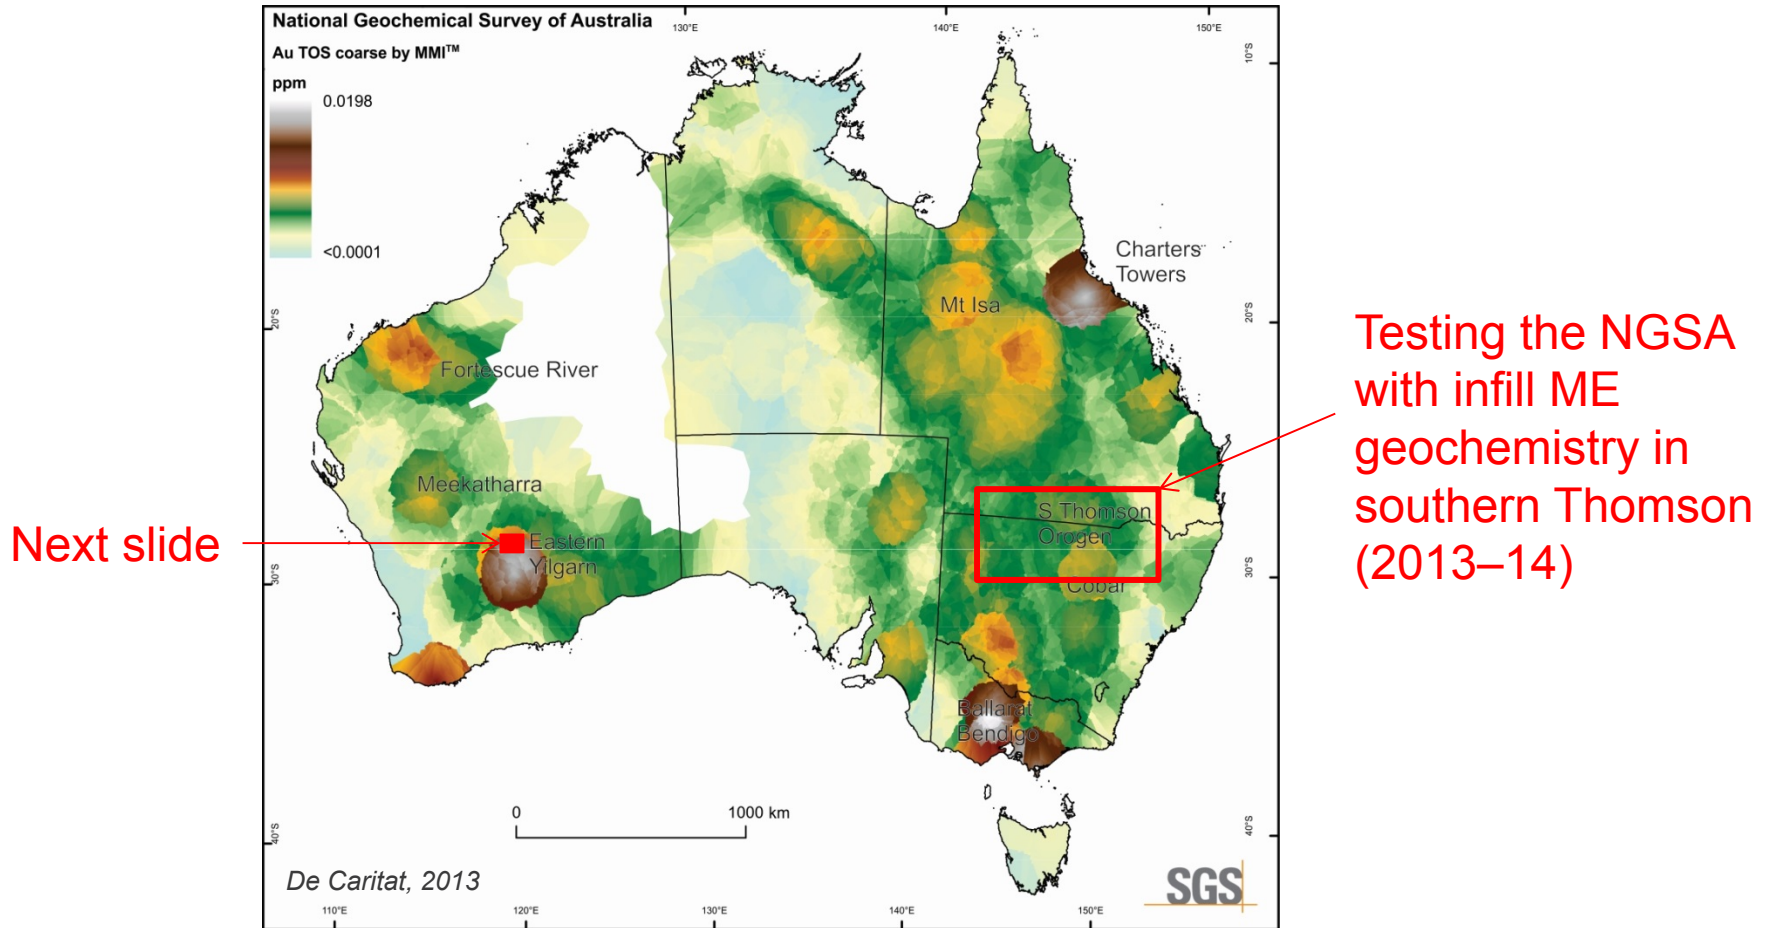 National Geochemical Survey of Australia
Au TOS coarse by MMI™
ppm
0.0198
<0.0001
130°E
140°E
150°E
10°S
Charters
Towers
Mt Isa
20°S
20°S
Fortescue River
Testing the NGSA
with infill ME
geochemistry in
southern Thomson
(2013–14)
Meekatharra
S Thomson
Orogen
Next slide
Eastern
Yilgarn
30°S
30°S
Cobar
Ballarat
Bendigo
0
1000 km
40°S
40°S
De Caritat, 2013
SGS
110°E
120°E
130°E
140°E
150°E